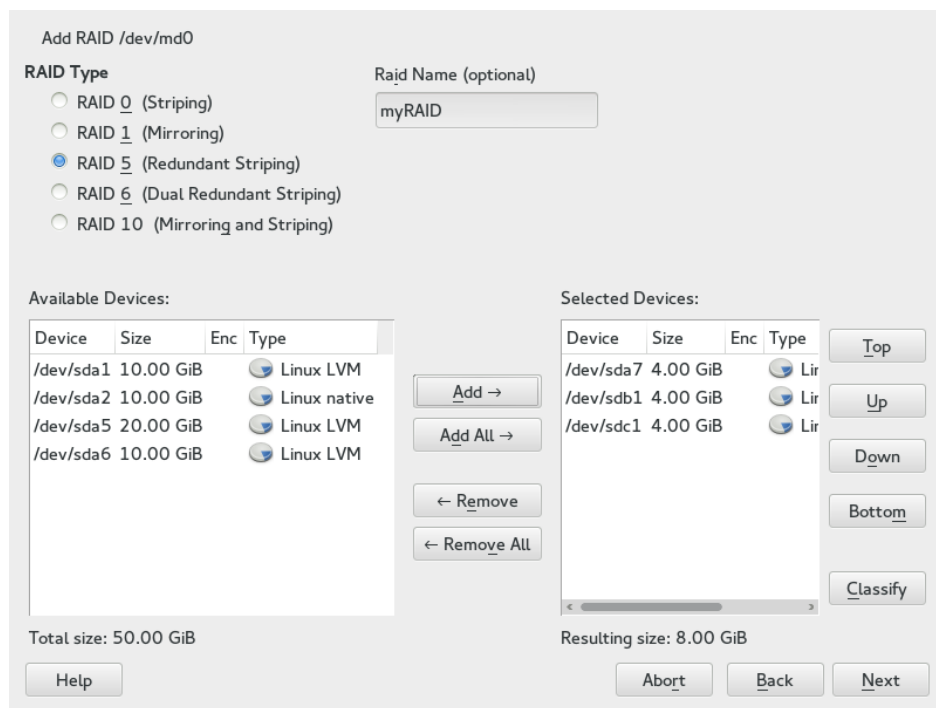 Add RAID /dev/md0
RAID Type
RAID 0 (Striping)
RAID 1 (Mirroring)
RAID 5 (Redundant Striping)
RAID 6 (Dual Redundant Striping)
RAID 10 (Mirroring and Striping)
Raid Name (optional)
myRAID
Available Devices:
Device Size Enc Type
/dev/sda1 10.00 GiB Linux LVM
/dev/sda2 10.00 GiB Linux native
/dev/sda5 20.00 GiB Linux LVM
/dev/sda6 10.00 GiB Linux LVM
Total size: 50.00 GiB
Add →
Add All →
← Remove
← Remove All
Selected Devices:
Device Size Enc Type
/dev/sda7 4.00 GiB Lir
/dev/sdb1 4.00 GiB Lir
/dev/sdc1 4.00 GiB Lir
Resulting size: 8.00 GiB
Top
Up
Down
Bottom
Classify
Help
Abort
Back
Next